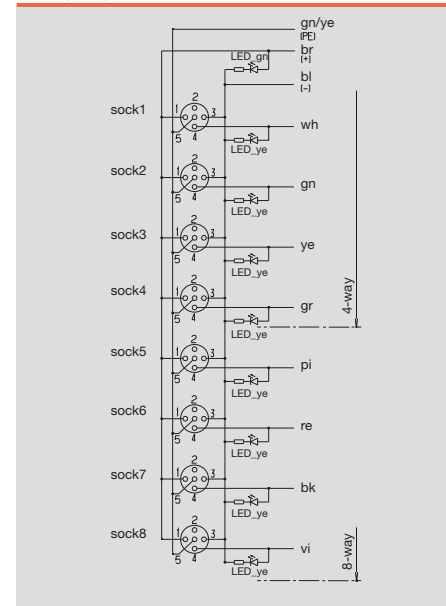 gn/ye
(PE)
LED_gn br
(+)
bl
(−)
sock1 1 2 3 4 5 wh
LED_ye
sock2 1 2 3 4 5 gn
LED_ye
sock3 1 2 3 4 5 ye
LED_ye
sock4 1 2 3 4 5 gr
LED_ye
4-way
sock5 1 2 3 4 5 pi
LED_ye
sock6 1 2 3 4 5 re
LED_ye
sock7 1 2 3 4 5 bk
LED_ye
sock8 1 2 3 4 5 vi
LED_ye
8-way